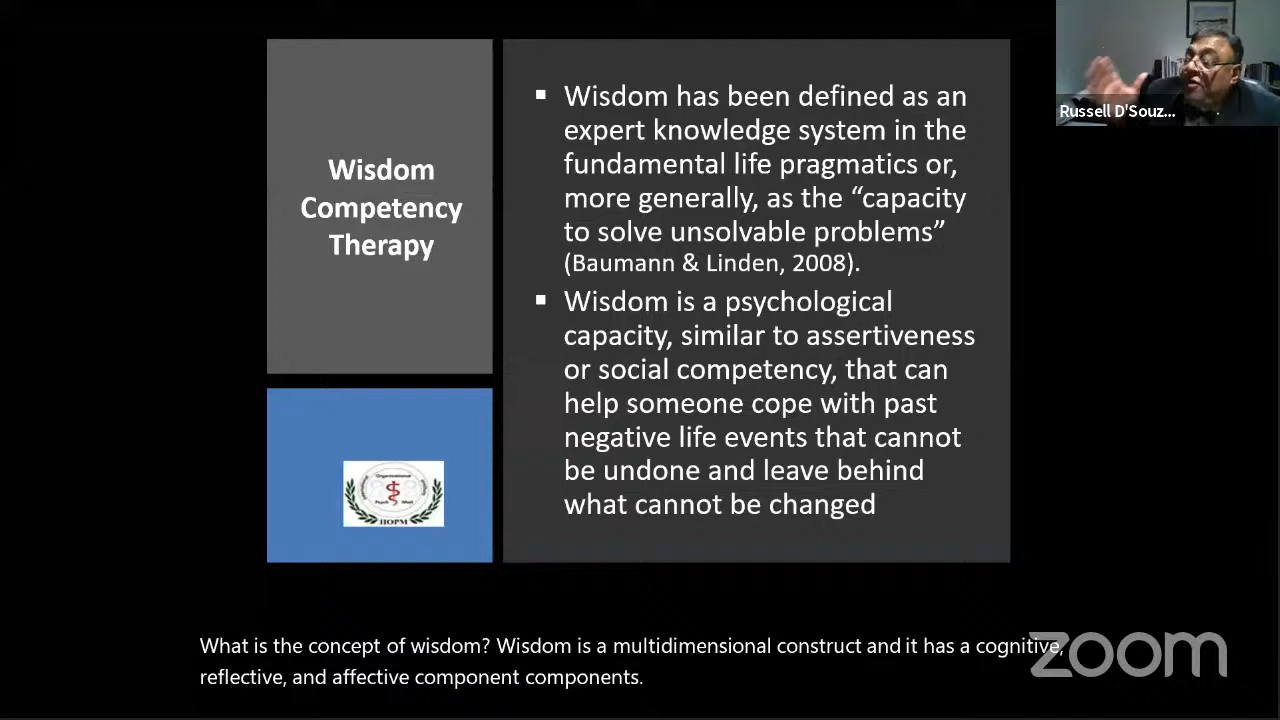 Wisdom
Competency
Therapy
▪ Wisdom has been defined as an
expert knowledge system in the
fundamental life pragmatics or,
more generally, as the “capacity
to solve unsolvable problems”
(Baumann & Linden, 2008).
▪ Wisdom is a psychological
capacity, similar to assertiveness
or social competency, that can
help someone cope with past
negative life events that cannot
be undone and leave behind
what cannot be changed
Organizational
Psych Med
IIOPM
Russell D'Souz...
What is the concept of wisdom? Wisdom is a multidimensional construct and it has a cognitive,
reflective, and affective component components.
zoom